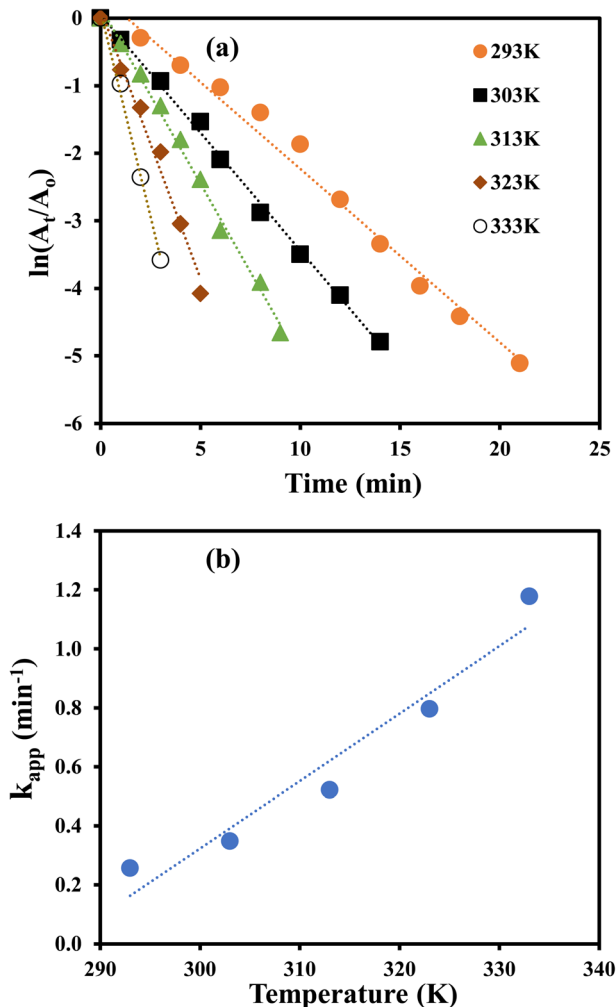 (a)
293K
303K
313K
323K
333K
ln(Aₜ/Aₒ)
0
-1
-2
-3
-4
-5
-6
0 5 10 15 20 25
Time (min)
(b)
kₐₚₚ (min⁻¹)
1.4
1.2
1.0
0.8
0.6
0.4
0.2
0.0
290 300 310 320 330 340
Temperature (K)